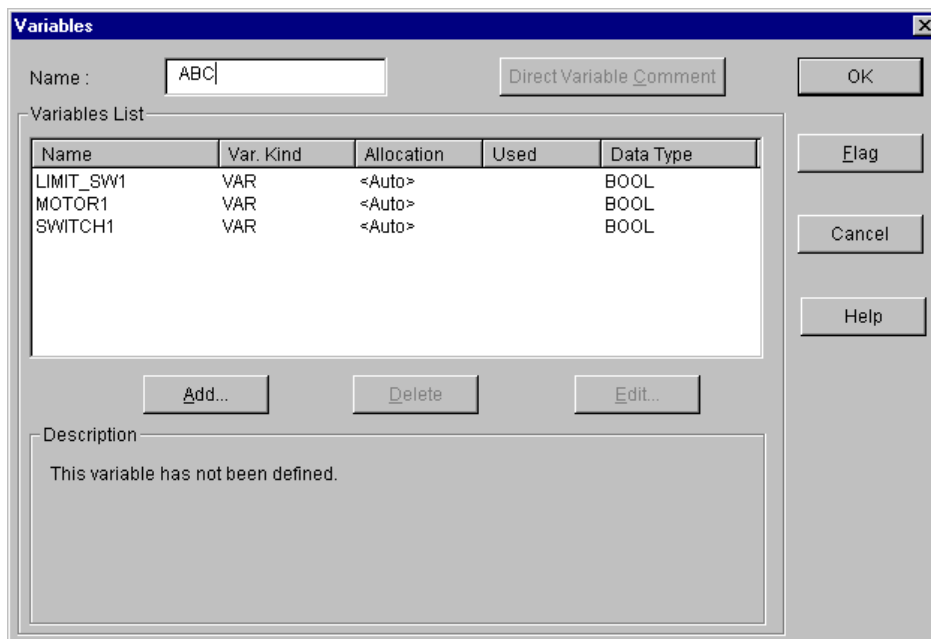 Variables
Name : ABC Direct Variable Comment OK
Variables List
Name Var. Kind Allocation Used Data Type Flag
LIMIT_SW1 VAR <Auto> BOOL
MOTOR1 VAR <Auto> BOOL
SWITCH1 VAR <Auto> BOOL
Cancel
Help
Add... Delete Edit...
Description
This variable has not been defined.